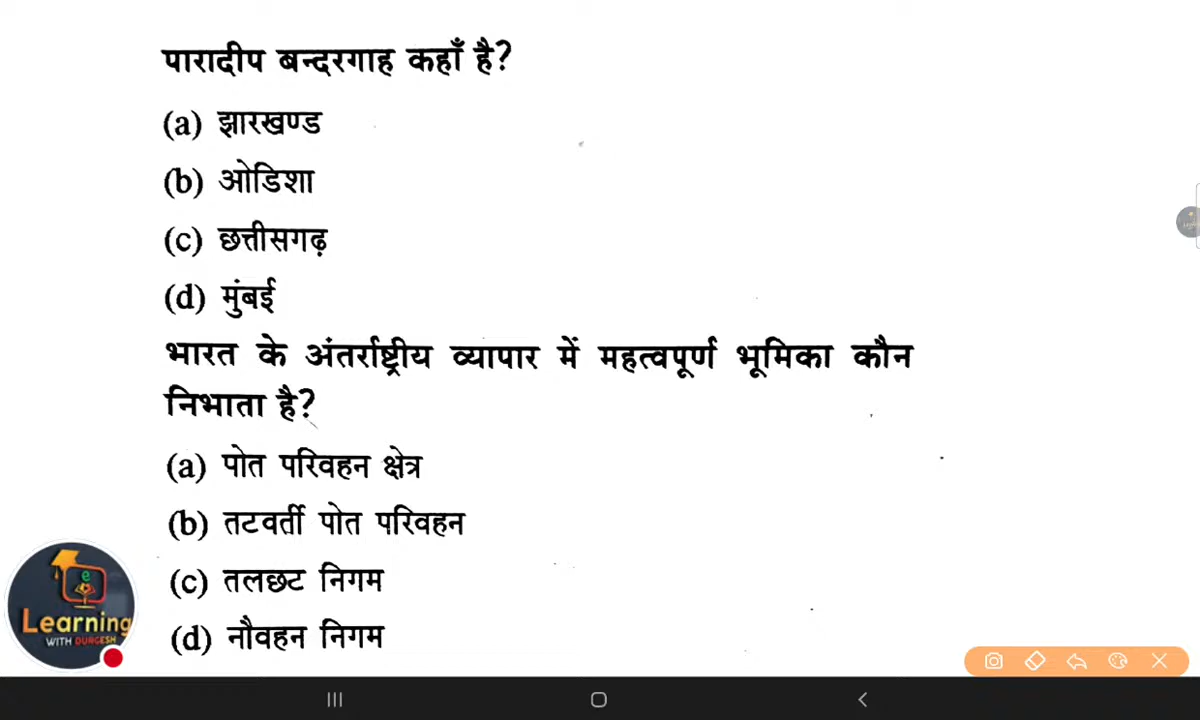 पारादीप बन्दरगाह कहाँ है?
(a) झारखण्ड
(b) ओडिशा
(c) छत्तीसगढ़
(d) मुंबई
भारत के अंतर्राष्ट्रीय व्यापार में महत्वपूर्ण भूमिका कौन
निभाता है?
(a) पोत परिवहन क्षेत्र
(b) तटवर्ती पोत परिवहन
(c) तलछट निगम
(d) नौवहन निगम
e
Learning
WITH DURGESH